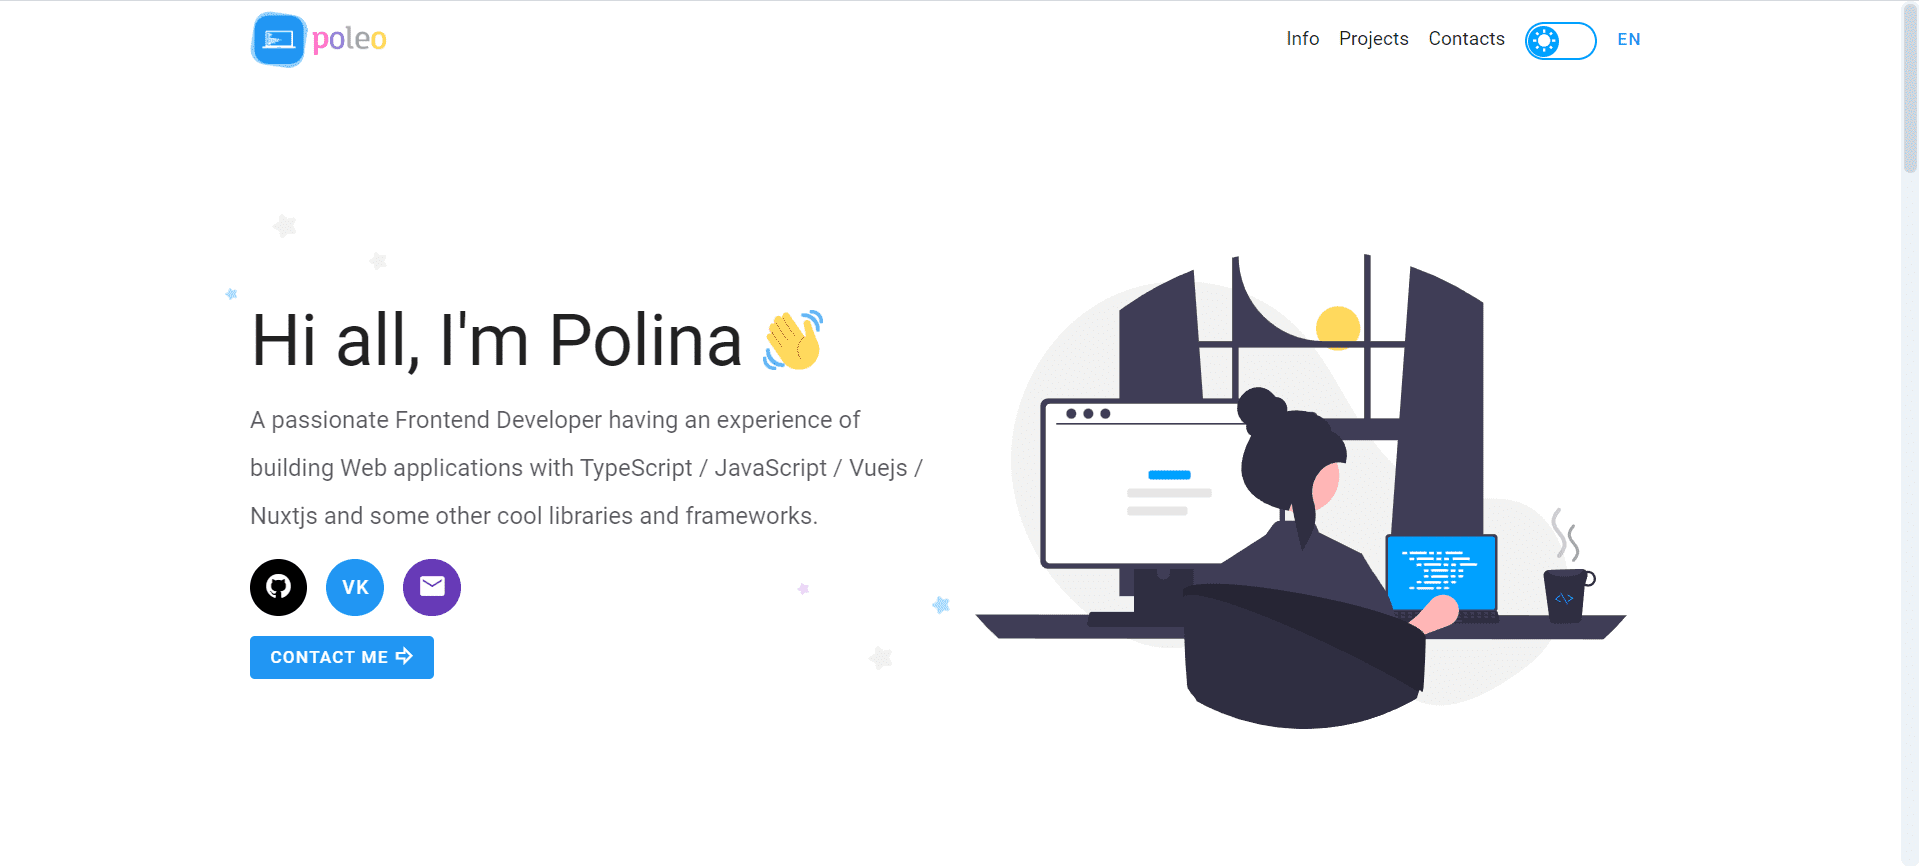 poleo
Info Projects Contacts EN
Hi all, I'm Polina 👋
A passionate Frontend Developer having an experience of
building Web applications with TypeScript / JavaScript / Vuejs /
Nuxtjs and some other cool libraries and frameworks.
VK
CONTACT ME